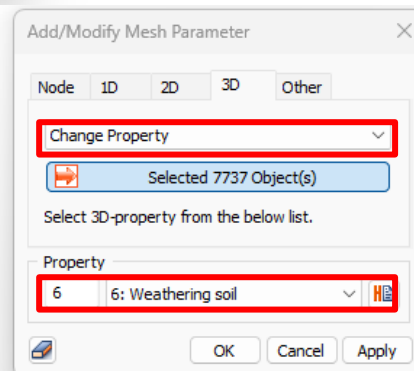 Add/Modify Mesh Parameter
Node 1D 2D 3D Other
Change Property
Selected 7737 Object(s)
Select 3D-property from the below list.
Property
6 6: Weathering soil
OK Cancel Apply